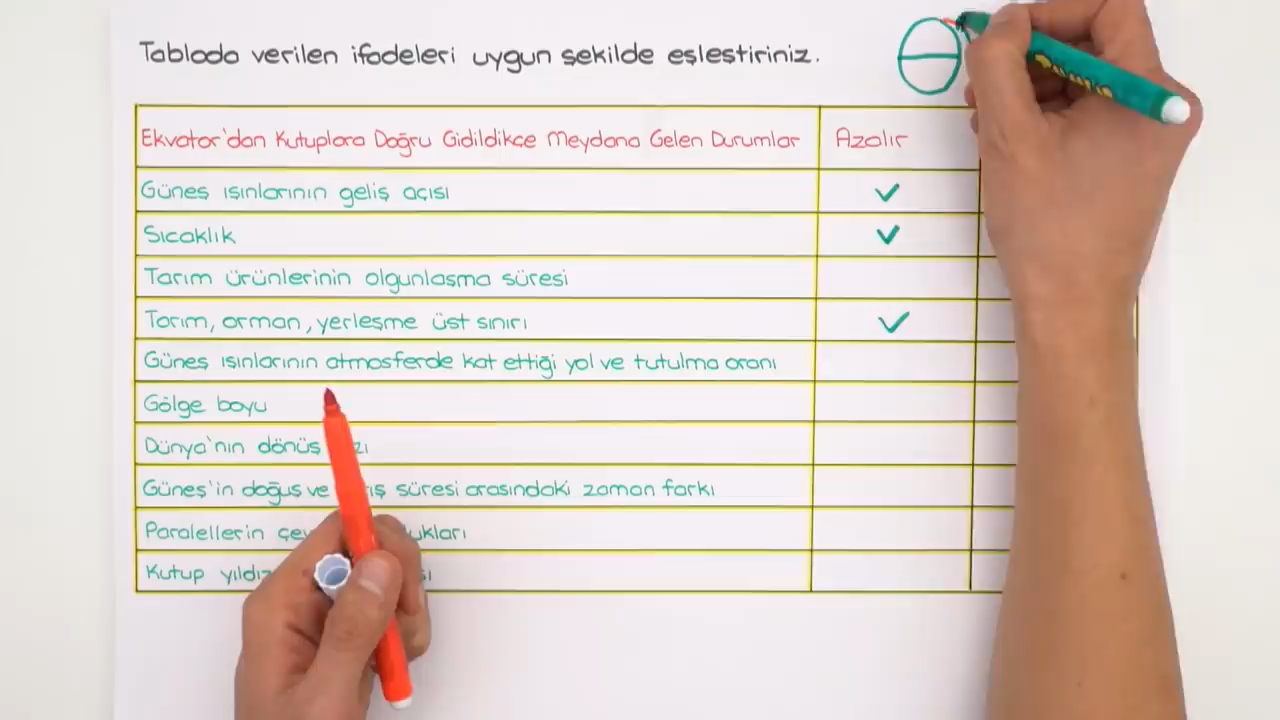 Tabloda verilen ifadeleri uygun şekilde eşleştiriniz.
Ekvator'dan Kutuplara Doğru Gidildikçe Meydana Gelen Durumlar
Azalır
Güneş ışınlarının geliş açısı
Sıcaklık
Tarım ürünlerinin olgunlaşma süresi
Tarım, orman, yerleşme üst sınırı
Güneş ışınlarının atmosferde kat ettiği yol ve tutulma oranı
Gölge boyu
Dünya'nın dönüş
Güneş'in doğuş ve süresi arasındaki zaman farkı
Paralellerin
Kutup